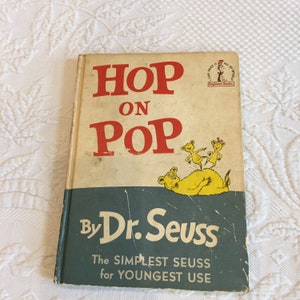 HOP
ON
POP
By Dr. Seuss
The SIMPLEST SEUSS
for YOUNGEST USE